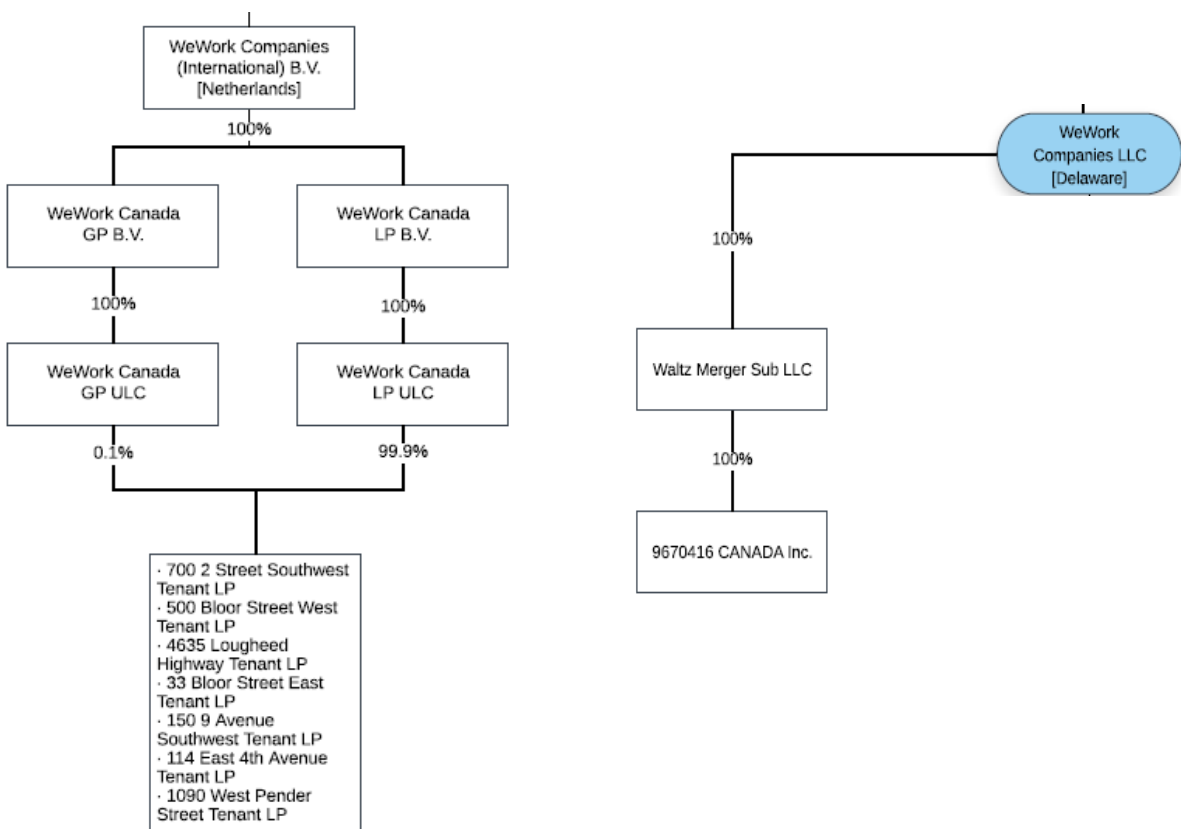 WeWork Companies
(International) B.V.
[Netherlands]
100%
WeWork Canada
GP B.V.
WeWork Canada
LP B.V.
100%
100%
WeWork Canada
GP ULC
WeWork Canada
LP ULC
0.1%
99.9%
· 700 2 Street Southwest
Tenant LP
· 500 Bloor Street West
Tenant LP
· 4635 Lougheed
Highway Tenant LP
· 33 Bloor Street East
Tenant LP
· 150 9 Avenue
Southwest Tenant LP
· 114 East 4th Avenue
Tenant LP
· 1090 West Pender
Street Tenant LP
WeWork
Companies LLC
[Delaware]
100%
Waltz Merger Sub LLC
100%
9670416 CANADA Inc.